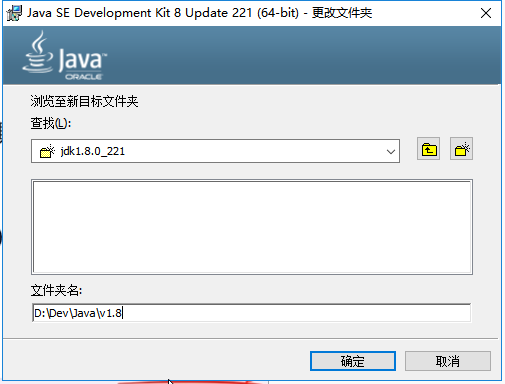 Java SE Development Kit 8 Update 221 (64-bit) - 更改文件夹
Java™
ORACLE
浏览至新目标文件夹
查找(L):
jdk1.8.0_221
文件夹名:
D:\Dev\Java\v1.8
确定
取消